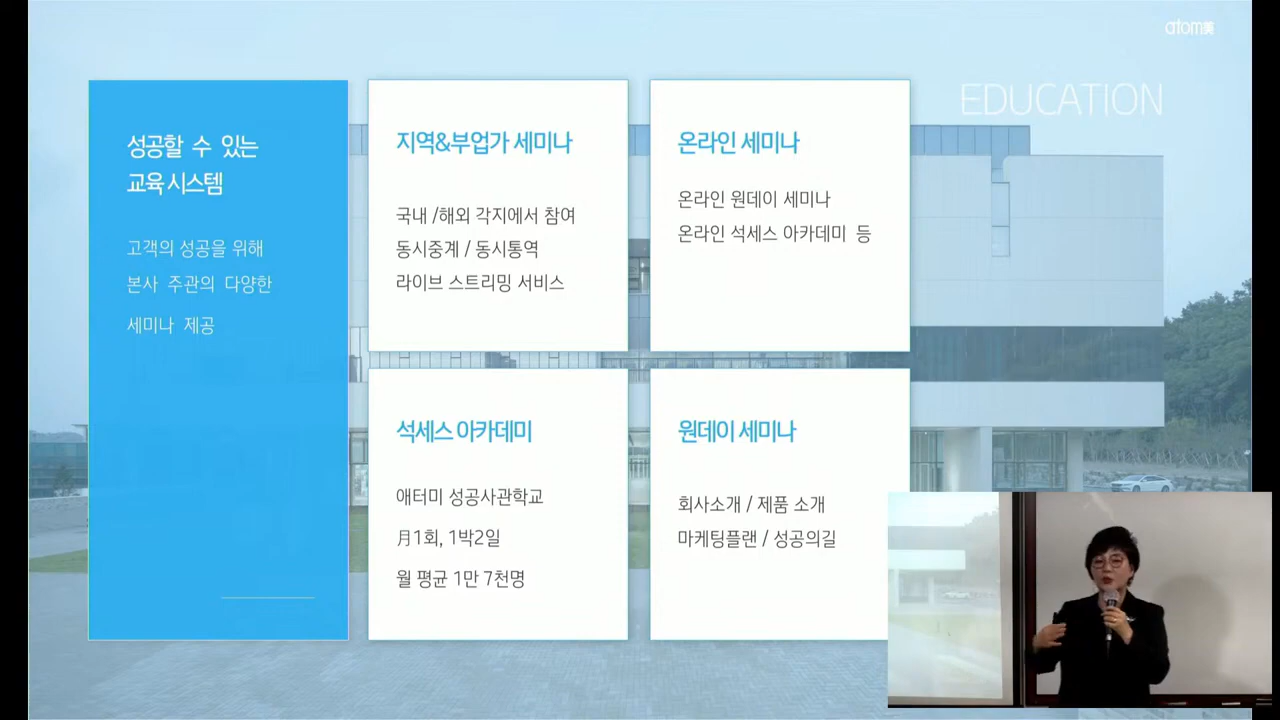 atom美
EDUCATION
성공할 수 있는
교육 시스템
고객의 성공을 위해
본사 주관의 다양한
세미나 제공
지역&부업가 세미나
국내 /해외 각지에서 참여
동시중계 / 동시통역
라이브 스트리밍 서비스
온라인 세미나
온라인 원데이 세미나
온라인 석세스 아카데미 등
석세스 아카데미
애터미 성공사관학교
月1회, 1박2일
월 평균 1만 7천명
원데이 세미나
회사소개 / 제품 소개
마케팅플랜 / 성공의길